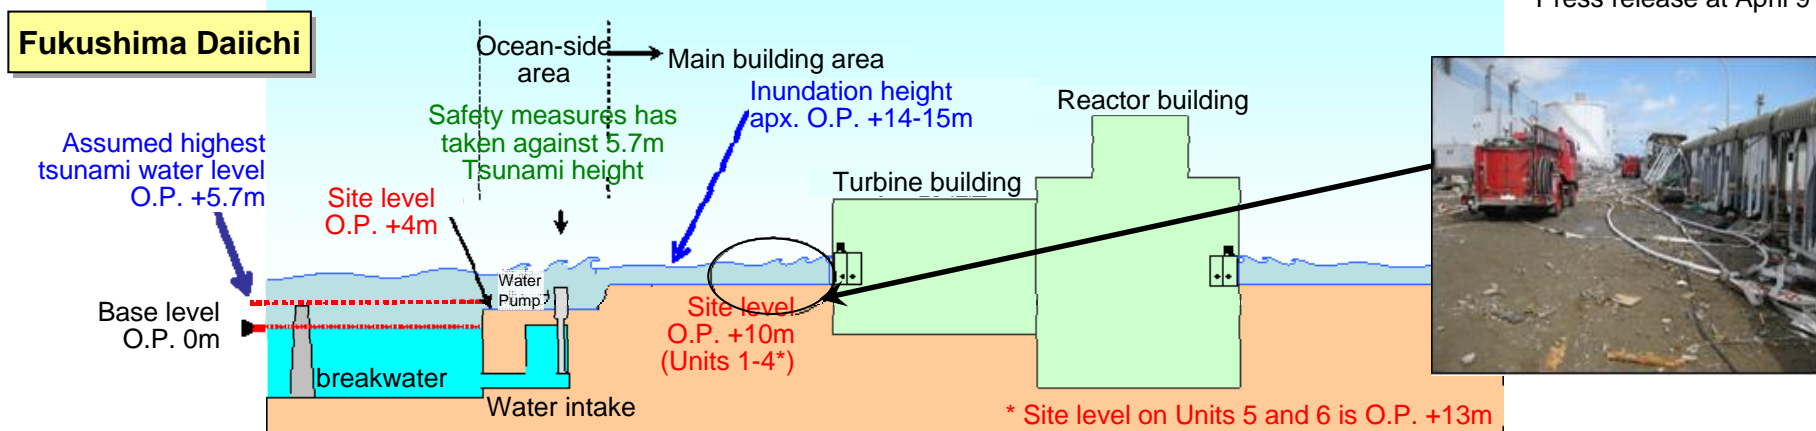 Press release at April 9
Fukushima Daiichi
Ocean-side
area
Main building area
Safety measures has
taken against 5.7m
Tsunami height
Inundation height
apx. O.P. +14-15m
Reactor building
Assumed highest
tsunami water level
O.P. +5.7m
Site level
O.P. +4m
Turbine building
Water
Pump
Base level
O.P. 0m
Site level
O.P. +10m
(Units 1-4*)
breakwater
Water intake
* Site level on Units 5 and 6 is O.P. +13m